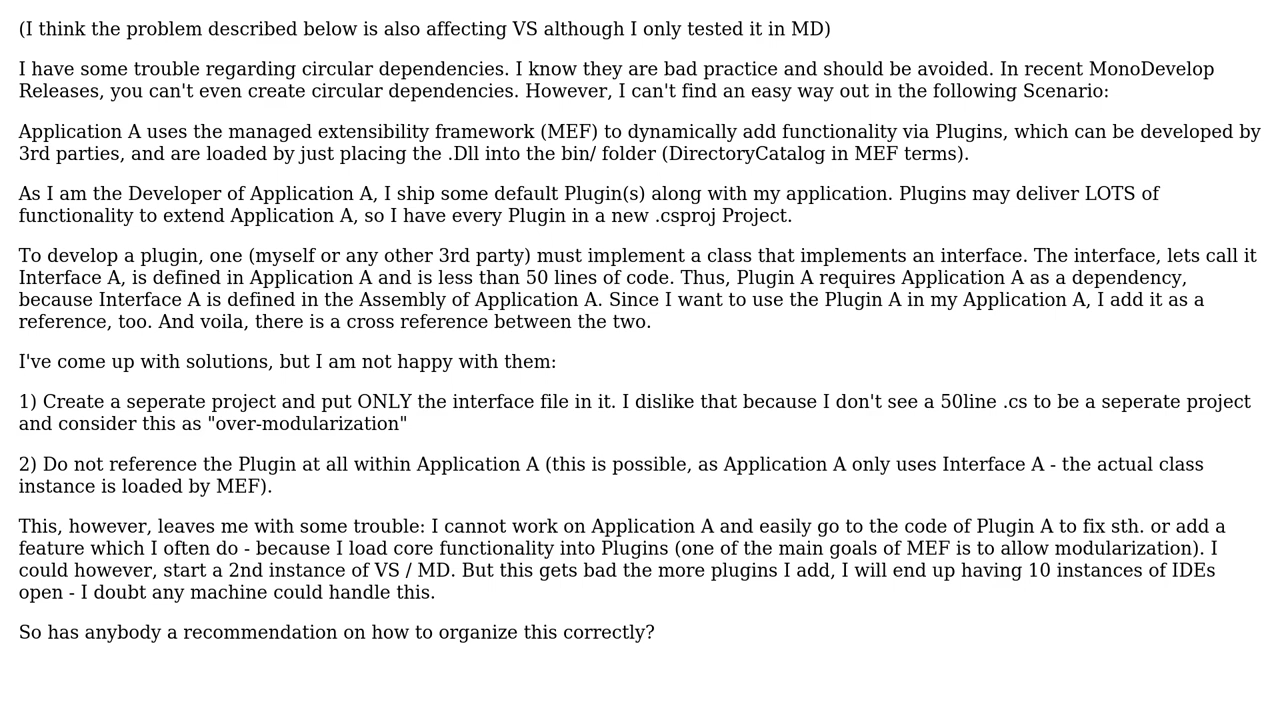 (I think the problem described below is also affecting VS although I only tested it in MD)
I have some trouble regarding circular dependencies. I know they are bad practice and should be avoided. In recent MonoDevelop
Releases, you can't even create circular dependencies. However, I can't find an easy way out in the following Scenario:
Application A uses the managed extensibility framework (MEF) to dynamically add functionality via Plugins, which can be developed by
3rd parties, and are loaded by just placing the .Dll into the bin/ folder (DirectoryCatalog in MEF terms).
As I am the Developer of Application A, I ship some default Plugin(s) along with my application. Plugins may deliver LOTS of
functionality to extend Application A, so I have every Plugin in a new .csproj Project.
To develop a plugin, one (myself or any other 3rd party) must implement a class that implements an interface. The interface, lets call it
Interface A, is defined in Application A and is less than 50 lines of code. Thus, Plugin A requires Application A as a dependency,
because Interface A is defined in the Assembly of Application A. Since I want to use the Plugin A in my Application A, I add it as a
reference, too. And voila, there is a cross reference between the two.
I've come up with solutions, but I am not happy with them:
1) Create a seperate project and put ONLY the interface file in it. I dislike that because I don't see a 50line .cs to be a seperate project
and consider this as "over-modularization"
2) Do not reference the Plugin at all within Application A (this is possible, as Application A only uses Interface A - the actual class
instance is loaded by MEF).
This, however, leaves me with some trouble: I cannot work on Application A and easily go to the code of Plugin A to fix sth. or add a
feature which I often do - because I load core functionality into Plugins (one of the main goals of MEF is to allow modularization). I
could however, start a 2nd instance of VS / MD. But this gets bad the more plugins I add, I will end up having 10 instances of IDEs
open - I doubt any machine could handle this.
So has anybody a recommendation on how to organize this correctly?